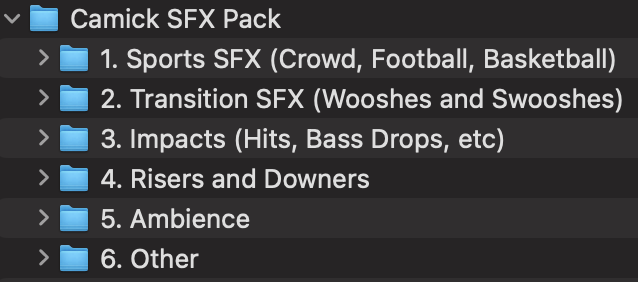 Camick SFX Pack
1. Sports SFX (Crowd, Football, Basketball)
2. Transition SFX (Wooshes and Swooshes)
3. Impacts (Hits, Bass Drops, etc)
4. Risers and Downers
5. Ambience
6. Other